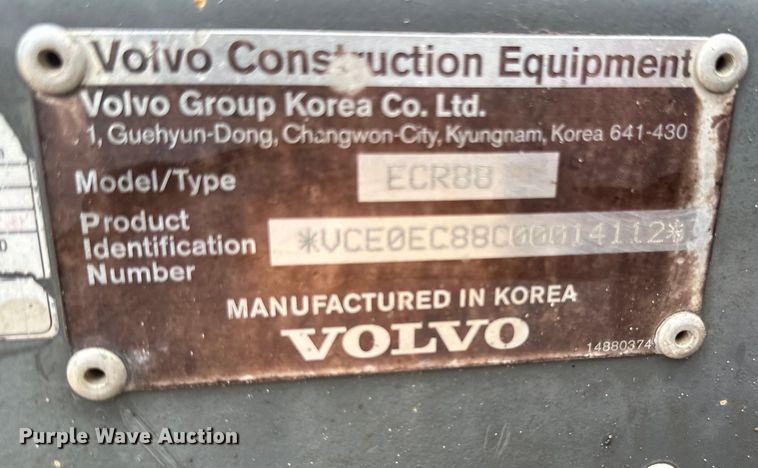 Volvo Construction Equipment
Volvo Group Korea Co. Ltd.
1, Guehyun-Dong, Changwon-City, Kyungnam, Korea 641-430
Model/Type ECR88
Product
Identification *VCE0EC88C00014112*
Number
MANUFACTURED IN KOREA
VOLVO
14880374
Purple Wave Auction